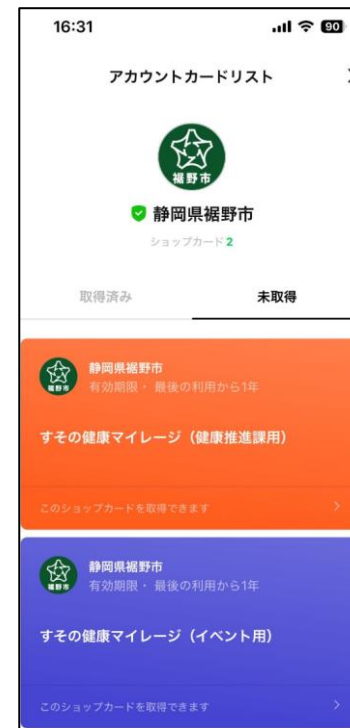 16:31
90
アカウントカードリスト
裾野市
静岡県裾野市
ショップカード 2
取得済み
未取得
裾野市
静岡県裾野市
有効期限・ 最後の利用から1年
すその健康マイレージ（健康推進課用）
このショップカードを取得できます
裾野市
静岡県裾野市
有効期限・ 最後の利用から1年
すその健康マイレージ（イベント用）
このショップカードを取得できます